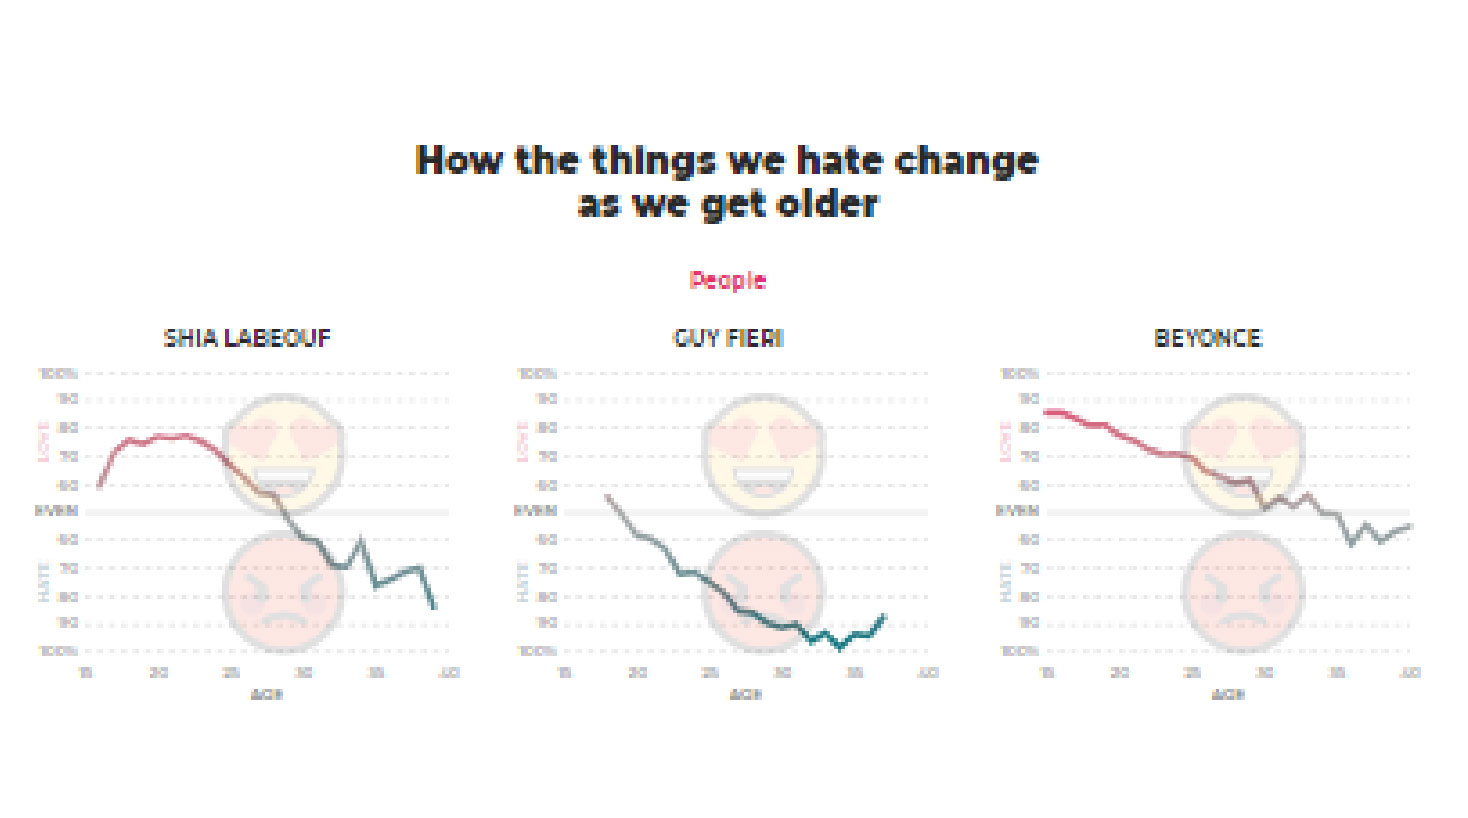 How the things we hate change
as we get older
People
SHIA LABEOUF
GUY FIERI
BEYONCE
100%
90
80
70
60
EVEN
60
70
80
90
100%
LOVE
HATE
15 20 25 30 35 40
AGE
100%
90
80
70
60
EVEN
60
70
80
90
100%
LOVE
HATE
15 20 25 30 35 40
AGE
100%
90
80
70
60
EVEN
60
70
80
90
100%
LOVE
HATE
15 20 25 30 35 40
AGE